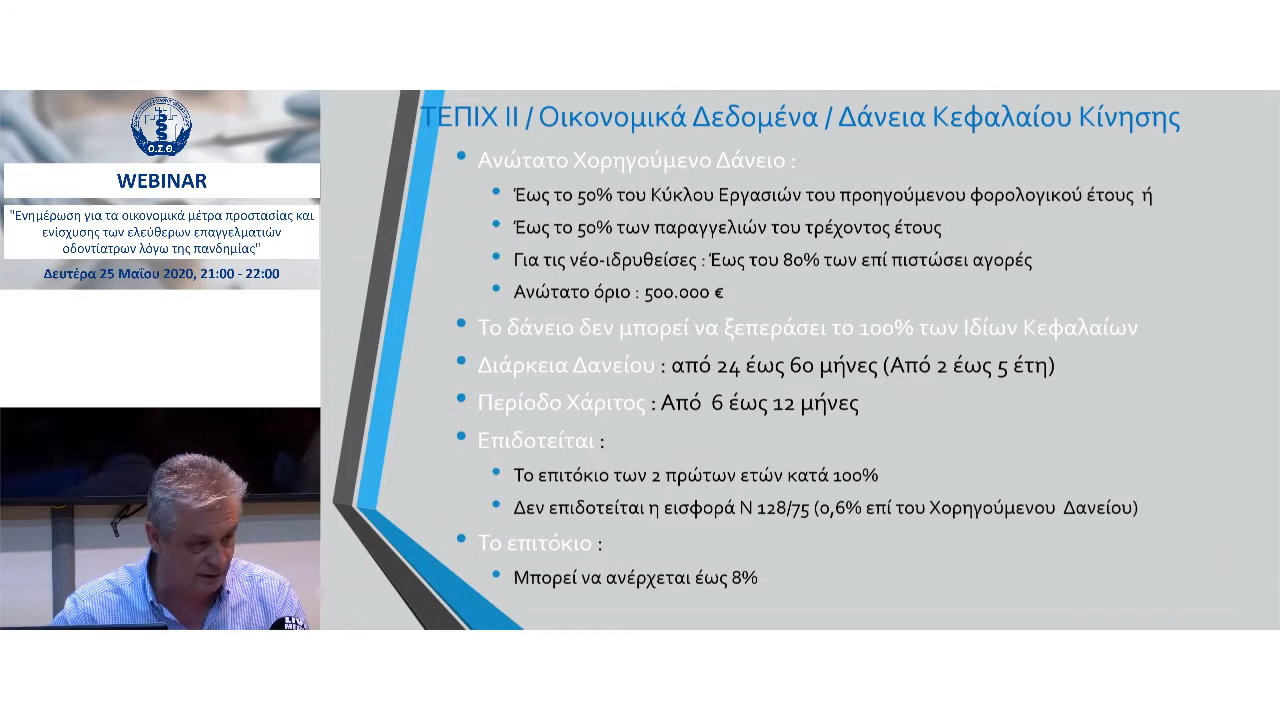 Ο.Σ.Θ.
WEBINAR
"Ενημέρωση για τα οικονομικά μέτρα προστασίας και
ενίσχυσης των ελεύθερων επαγγελματιών
οδοντίατρων λόγω της πανδημίας"
Δευτέρα 25 Μαΐου 2020, 21:00 - 22:00
ΤΕΠΙΧ ΙΙ / Οικονομικά Δεδομένα / Δάνεια Κεφαλαίου Κίνησης
Ανώτατο Χορηγούμενο Δάνειο :
Έως το 50% του Κύκλου Εργασιών του προηγούμενου φορολογικού έτους ή
Έως το 50% των παραγγελιών του τρέχοντος έτους
Για τις νέο-ιδρυθείσες : Έως του 80% των επί πιστώσει αγορές
Ανώτατο όριο : 500.000 €
Το δάνειο δεν μπορεί να ξεπεράσει το 100% των Ιδίων Κεφαλαίων
Διάρκεια Δανείου : από 24 έως 60 μήνες (Από 2 έως 5 έτη)
Περίοδο Χάριτος : Από 6 έως 12 μήνες
Επιδοτείται :
Το επιτόκιο των 2 πρώτων ετών κατά 100%
Δεν επιδοτείται η εισφορά Ν 128/75 (0,6% επί του Χορηγούμενου Δανείου)
Το επιτόκιο :
Μπορεί να ανέρχεται έως 8%